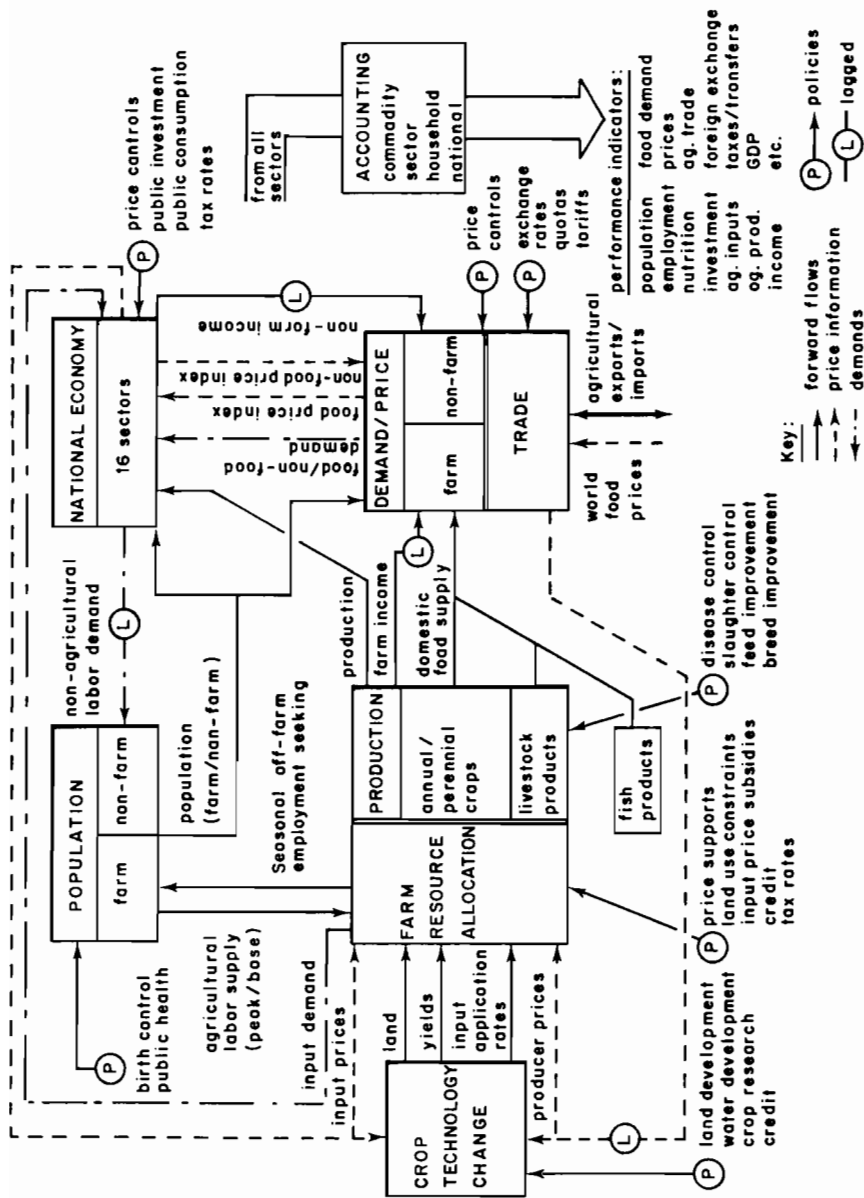 NATIONAL ECONOMY
16 sectors
P
price controls
public investment
public consumption
tax rates
from all
sectors
ACCOUNTING
commodity
sector
household
national
POPULATION
farm
non-farm
P
birth control
public health
non-agricultural
labor demand
L
population
(farm/non-farm)
agricultural
labor supply
(peak/base)
Seasonal off-farm
employment seeking
food/non-food
demand
food price index
non-food price index
non-farm income
L
DEMAND/PRICE
farm
non-farm
TRADE
P
price
controls
P
exchange
rates
quotas
tariffs
agricultural
exports/
imports
world
food
prices
input demand
input prices
FARM
RESOURCE
ALLOCATION
PRODUCTION
annual/
perennial
crops
livestock
products
production
farm income
L
domestic
food supply
fish
products
CROP
TECHNOLOGY
CHANGE
land
yields
input
application
rates
producer prices
L
P
land development
water development
crop research
credit
P
price supports
land use constraints
input price subsidies
credit
tax rates
P
disease control
slaughter control
feed improvement
breed improvement
performance indicators:
population
employment
nutrition
investment
ag. inputs
ag. prod.
income
food demand
prices
ag. trade
foreign exchange
taxes/transfers
GDP
etc.
Key:
forward flows
price information
demands
P
policies
L
lagged